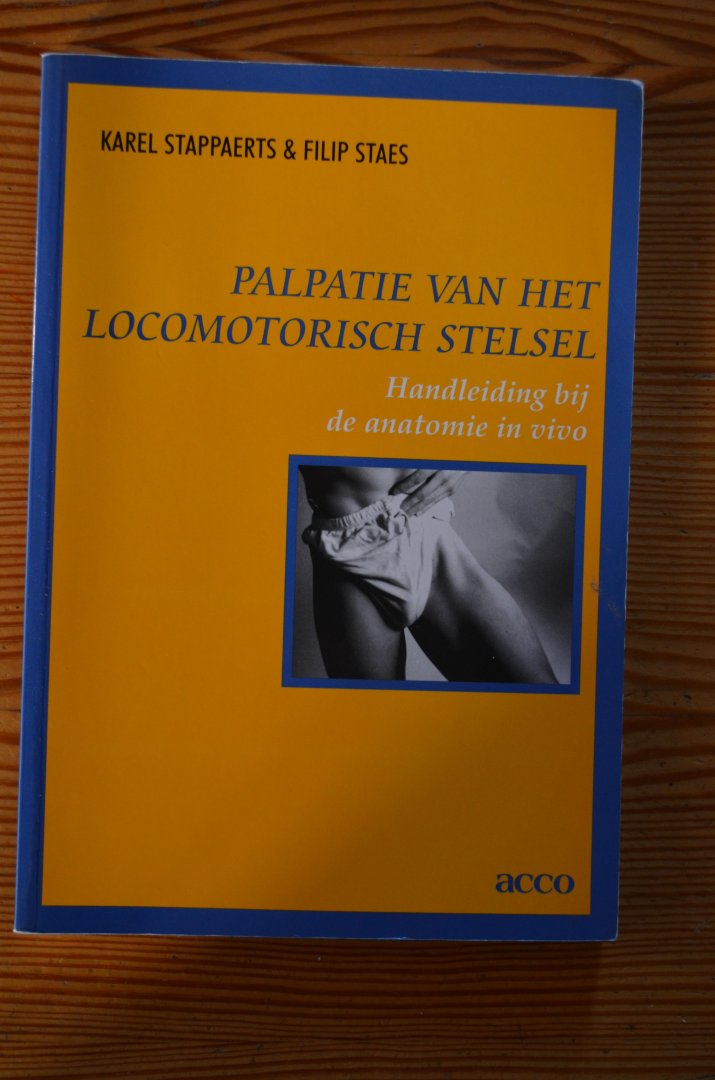 KAREL STAPPAERTS & FILIP STAES
PALPATIE VAN HET
LOCOMOTORISCH STELSEL
Handleiding bij
de anatomie in vivo
acco